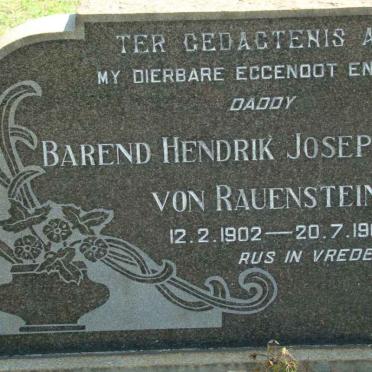 TER GEDAGTENIS A
MY DIERBARE EGGENOOT EN
DADDY
BAREND HENDRIK JOSEP
VON RAUENSTEIN
12.2.1902—20.7.19
RUS IN VREDE